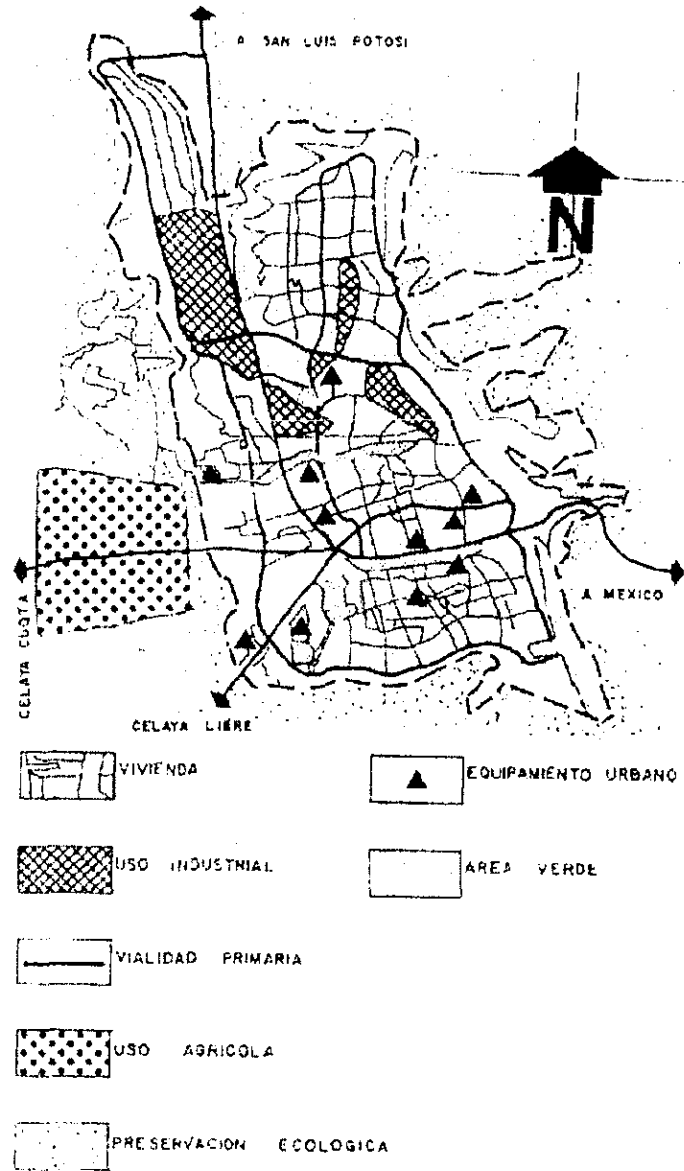 A SAN LUIS POTOSI
N
A MEXICO
CELAYA CUOTA
CELAYA LIBRE
VIVIENDA
EQUIPAMIENTO URBANO
USO INDUSTRIAL
AREA VERDE
VIALIDAD PRIMARIA
USO AGRICOLA
PRESERVACION ECOLOGICA